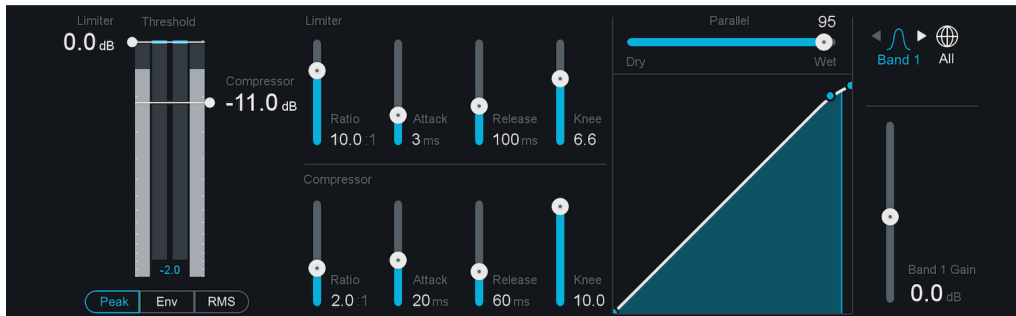 Limiter
Threshold
0.0 dB
Compressor
-11.0 dB
-2.0
Peak
Env
RMS
Limiter
Ratio
10.0 :1
Attack
3 ms
Release
100 ms
Knee
6.6
Compressor
Ratio
2.0 :1
Attack
20 ms
Release
60 ms
Knee
10.0
Parallel
95
Dry
Wet
Band 1
All
Band 1 Gain
0.0 dB